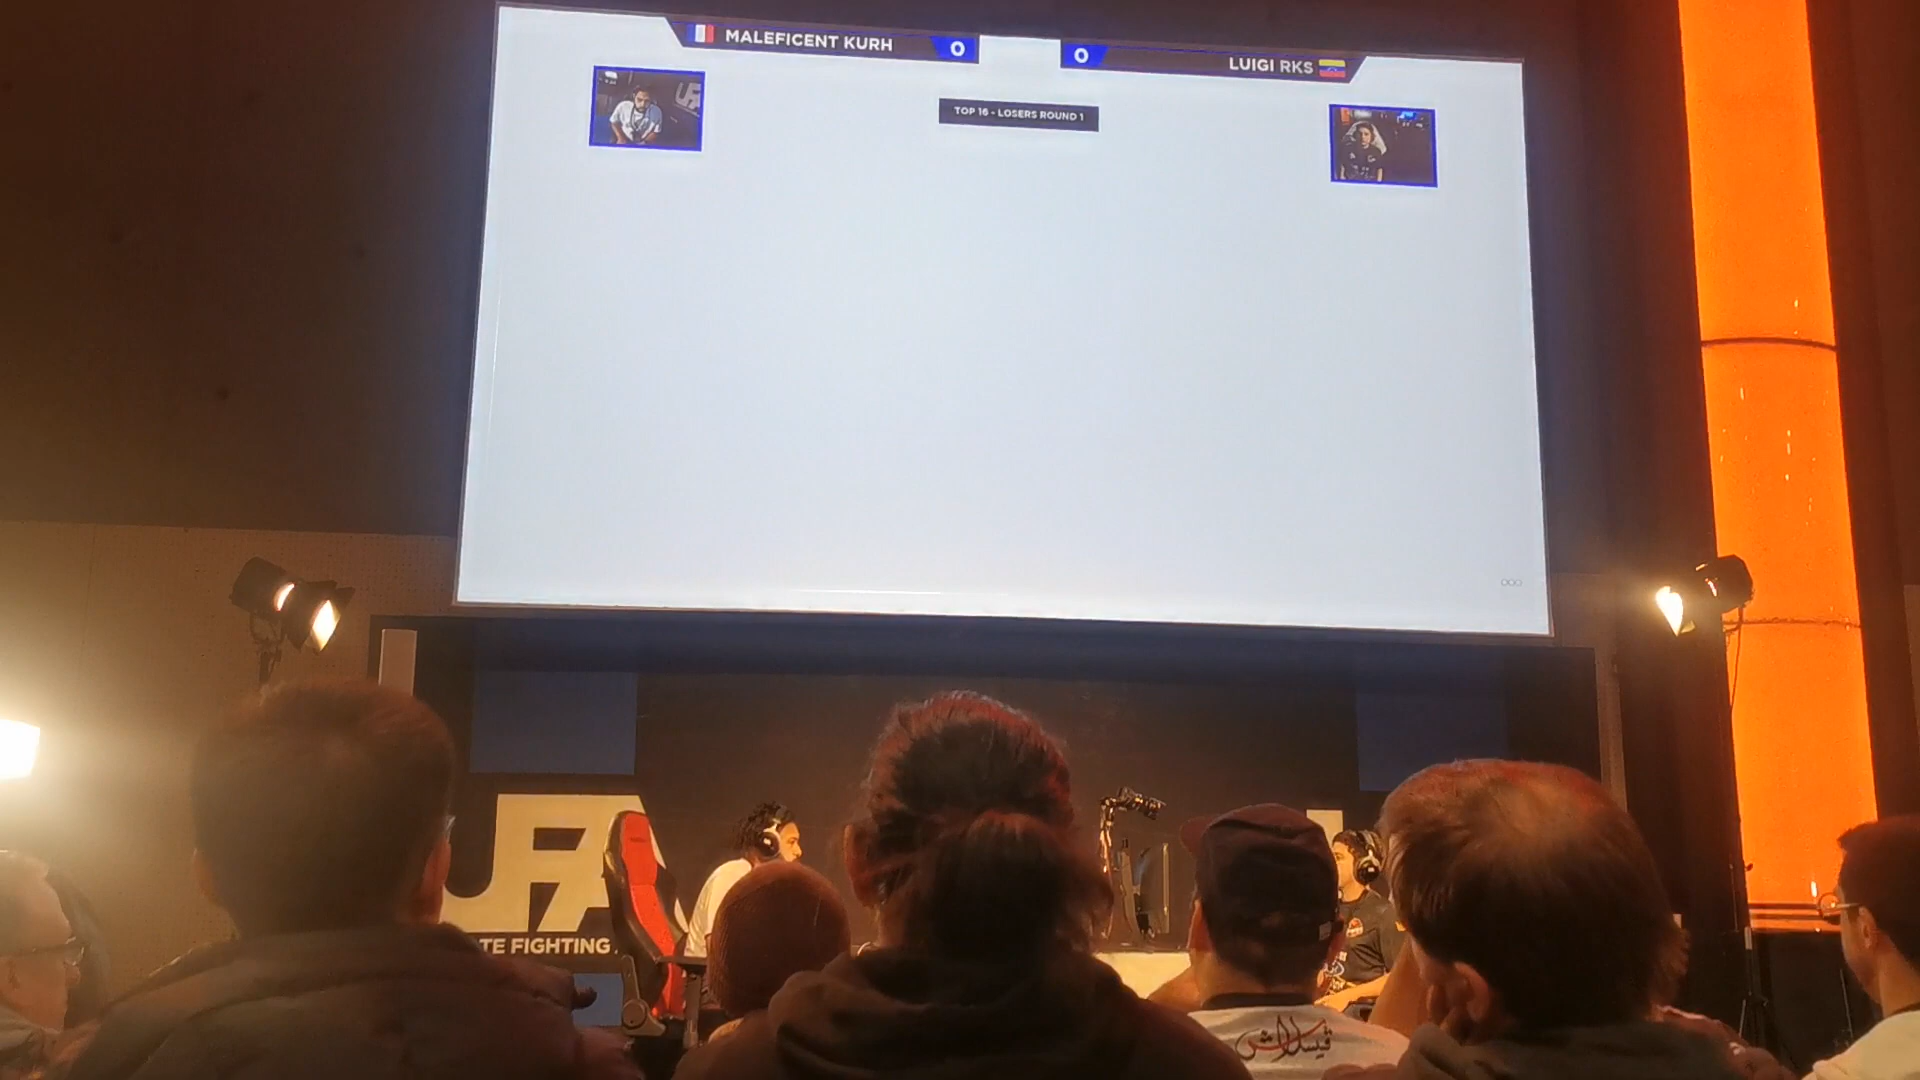 MALEFICENT KURH 0
0 LUIGI RKS
TOP 16 - LOSERS ROUND 1
UFA
TE FIGHTING